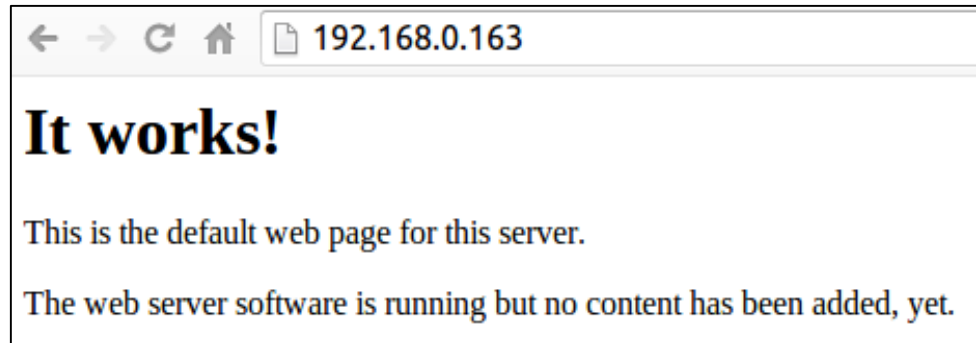 192.168.0.163
It works!
This is the default web page for this server.
The web server software is running but no content has been added, yet.